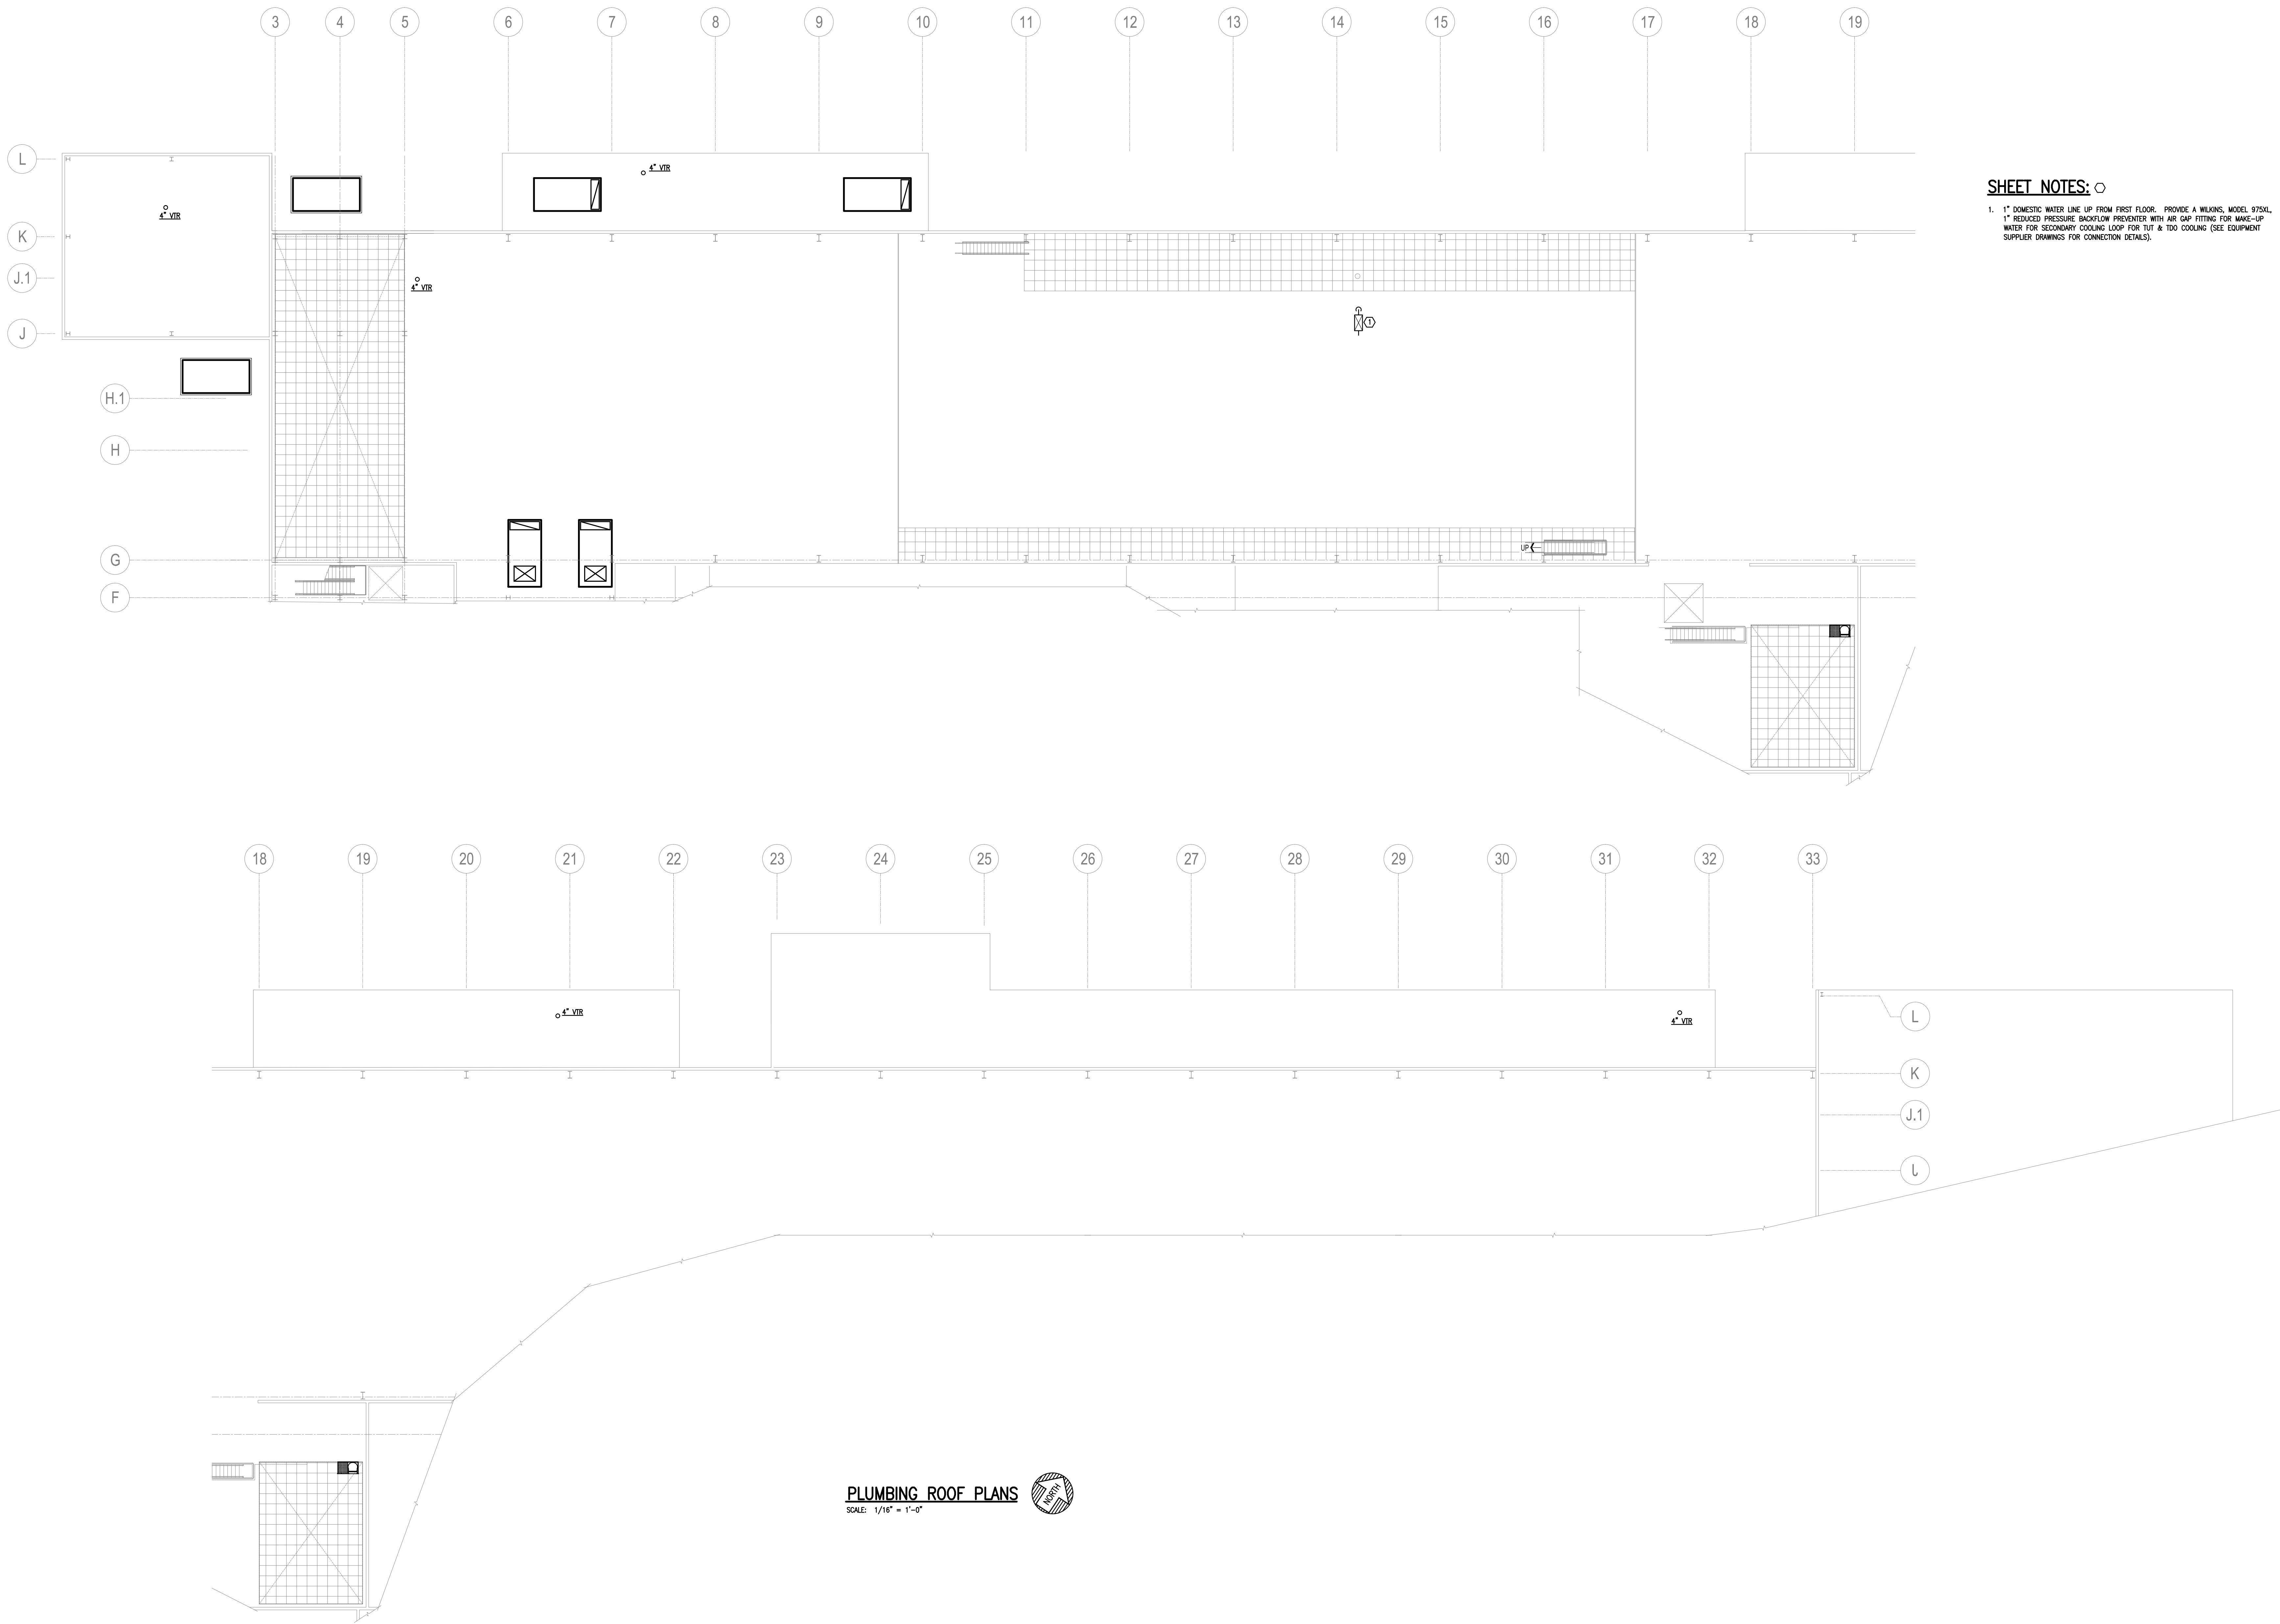 3 4 5 6 7 8 9 10 11 12 13 14 15 16 17 18 19
L
4" VTR
SHEET NOTES:
4" VTR
1. 1" DOMESTIC WATER LINE UP FROM FIRST FLOOR. PROVIDE A WILKINS, MODEL 975XL,
1" REDUCED PRESSURE BACKFLOW PREVENTER WITH AIR GAP FITTING FOR MAKE-UP
WATER FOR SECONDARY COOLING LOOP FOR TUT & TDO COOLING (SEE EQUIPMENT
SUPPLIER DRAWINGS FOR CONNECTION DETAILS).
K
J.1
4" VTR
1
J
H.1
H
UP
G
F
18 19 20 21 22 23 24 25 26 27 28 29 30 31 32 33
4" VTR
4" VTR
L
K
J.1
J
PLUMBING ROOF PLANS
NORTH
SCALE: 1/16" = 1'-0"